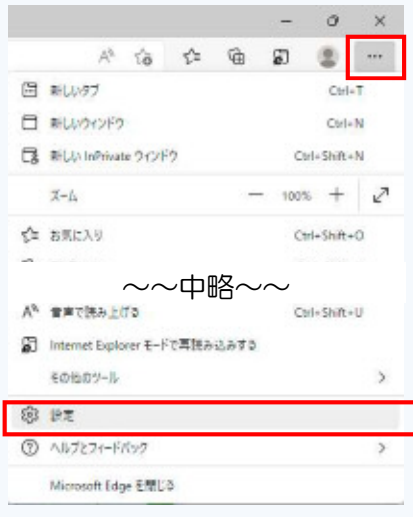 新しいタブ Ctrl+T
新しいウィンドウ Ctrl+N
新しい InPrivate ウィンドウ Ctrl+Shift+N
ズーム — 100% +
お気に入り Ctrl+Shift+O
～～中略～～
音声で読み上げる Ctrl+Shift+U
Internet Explorer モードで再読み込みする
その他のツール
設定
ヘルプとフィードバック
Microsoft Edge を閉じる